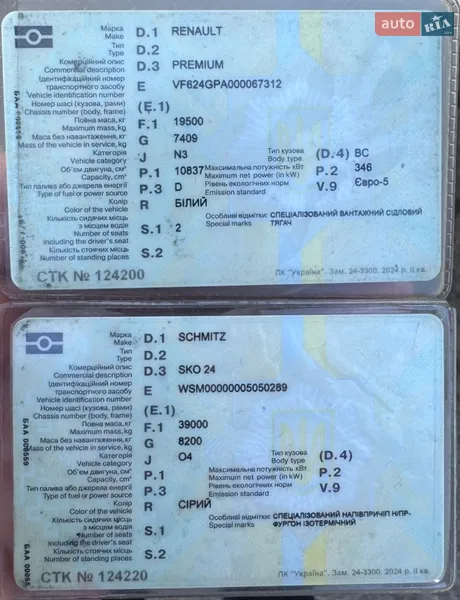 auto RIA.com
Марка
Make D.1 RENAULT
Тип
Type D.2
Комерційний опис
Commercial description D.3 PREMIUM
Ідентифікаційний номер
транспортного засобу
Vehicle identification number E VF624GPA000067312
Номер шасі (кузова, рами)
Chassis number (body, frame) (E.1)
Повна маса, кг
Maximum mass, kg F.1 19500
Маса без навантаження, кг
Mass of the vehicle in service, kg G 7409
Категорія
Vehicle category J N3 Тип кузова
Body type (D.4) BC
Об'єм двигуна, см³
Capacity, cm³ P.1 10837 Максимальна потужність кВт
Maximum net power (in kW) P.2 346
Тип палива або джерела енергії
Type of fuel or power source P.3 D Рівень екологічних норм
Emission standard V.9 Євро-5
Колір
Color of the vehicle R БІЛИЙ
Кількість сидячих місць
з місцем водія
Number of seats
including the driver's seat S.1 2 Особливі відмітки: СПЕЦІАЛІЗОВАНИЙ ВАНТАЖНИЙ СІДЛОВИЙ
Special marks ТЯГАЧ
Кількість стоячих місць
Number of standing places S.2
СТК № 124200
ЛК "Україна". Зам. 24-3300, 2024 р. II кв.
Марка
Make D.1 SCHMITZ
Тип
Type D.2
Комерційний опис
Commercial description D.3 SKO 24
Ідентифікаційний номер
транспортного засобу
Vehicle identification number E WSM00000005050289
Номер шасі (кузова, рами)
Chassis number (body, frame) (E.1)
Повна маса, кг
Maximum mass, kg F.1 39000
Маса без навантаження, кг
Mass of the vehicle in service, kg G 8200
Категорія
Vehicle category J O4 Тип кузова
Body type (D.4)
Об'єм двигуна, см³
Capacity, cm³ P.1 Максимальна потужність кВт
Maximum net power (in kW) P.2
Тип палива або джерела енергії
Type of fuel or power source P.3 Рівень екологічних норм
Emission standard V.9
Колір
Color of the vehicle R СІРИЙ
Кількість сидячих місць
з місцем водія
Number of seats
including the driver's seat S.1 Особливі відмітки: СПЕЦІАЛІЗОВАНИЙ НАПІВПРИЧІП Н/ПР-
Special marks ФУРГОН ІЗОТЕРМІЧНИЙ
Кількість стоячих місць
Number of standing places S.2
СТК № 124220
ЛК "Україна". Зам. 24-3300, 2024 р. II кв.